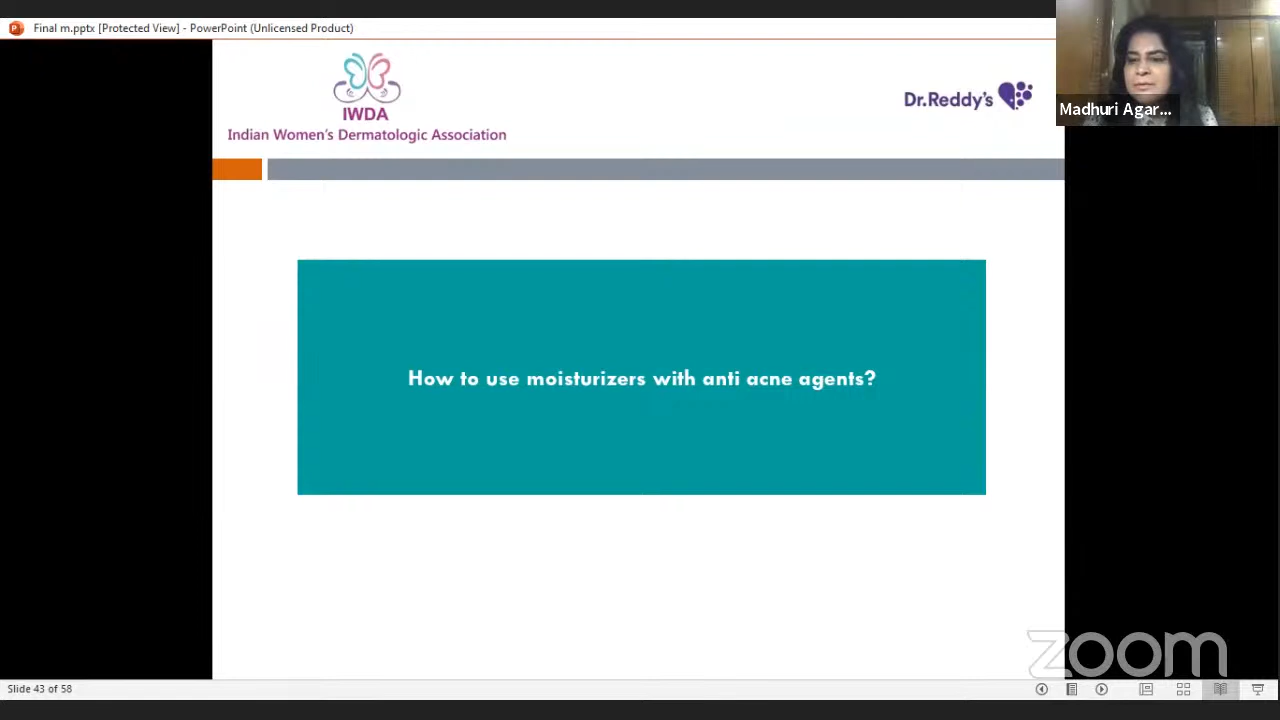 Final m.pptx [Protected View] - PowerPoint (Unlicensed Product)
IWDA
Indian Women's Dermatologic Association
Dr.Reddy's
Madhuri Agar...
How to use moisturizers with anti acne agents?
zoom
Slide 43 of 58